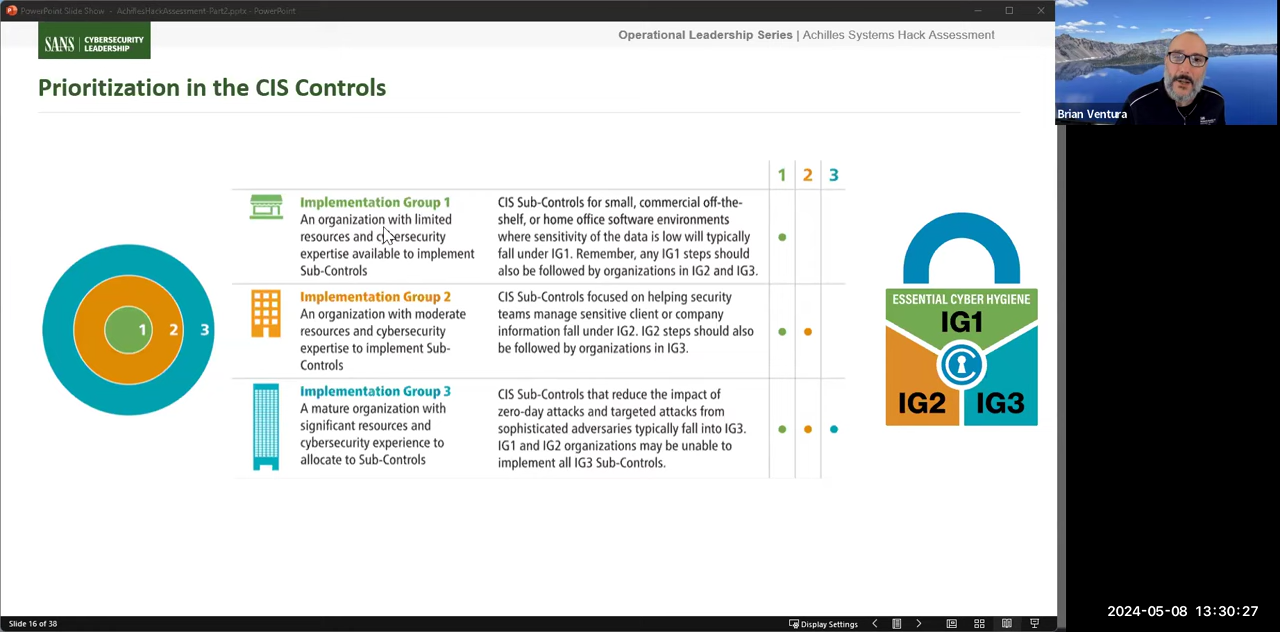 PowerPoint Slide Show - AchillesHackAssessment-Part2.pptx - PowerPoint
SANS | CYBERSECURITY
LEADERSHIP
Operational Leadership Series | Achilles Systems Hack Assessment
Brian Ventura
Prioritization in the CIS Controls
1 2 3
Implementation Group 1
An organization with limited
resources and cybersecurity
expertise available to implement
Sub-Controls
CIS Sub-Controls for small, commercial off-the-
shelf, or home office software environments
where sensitivity of the data is low will typically
fall under IG1. Remember, any IG1 steps should
also be followed by organizations in IG2 and IG3.
Implementation Group 2
An organization with moderate
resources and cybersecurity
expertise to implement Sub-
Controls
CIS Sub-Controls focused on helping security
teams manage sensitive client or company
information fall under IG2. IG2 steps should also
be followed by organizations in IG3.
Implementation Group 3
A mature organization with
significant resources and
cybersecurity experience to
allocate to Sub-Controls
CIS Sub-Controls that reduce the impact of
zero-day attacks and targeted attacks from
sophisticated adversaries typically fall into IG3.
IG1 and IG2 organizations may be unable to
implement all IG3 Sub-Controls.
1 2 3
ESSENTIAL CYBER HYGIENE
IG1
IG2 IG3
2024-05-08 13:30:27
Slide 16 of 38
Display Settings